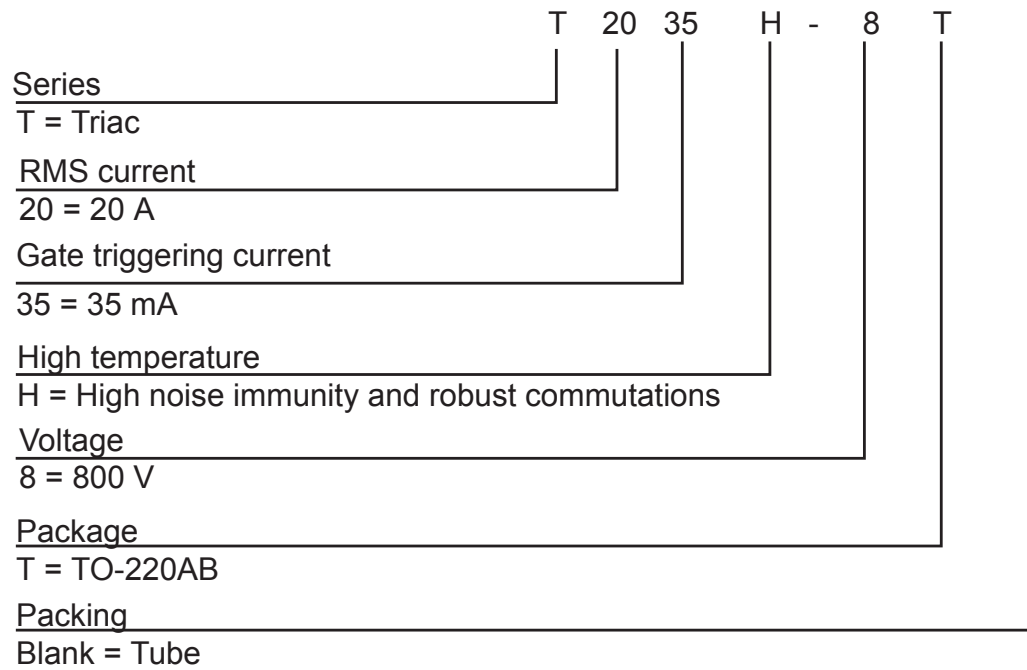 T 20 35 H - 8 T
Series
T = Triac
RMS current
20 = 20 A
Gate triggering current
35 = 35 mA
High temperature
H = High noise immunity and robust commutations
Voltage
8 = 800 V
Package
T = TO-220AB
Packing
Blank = Tube